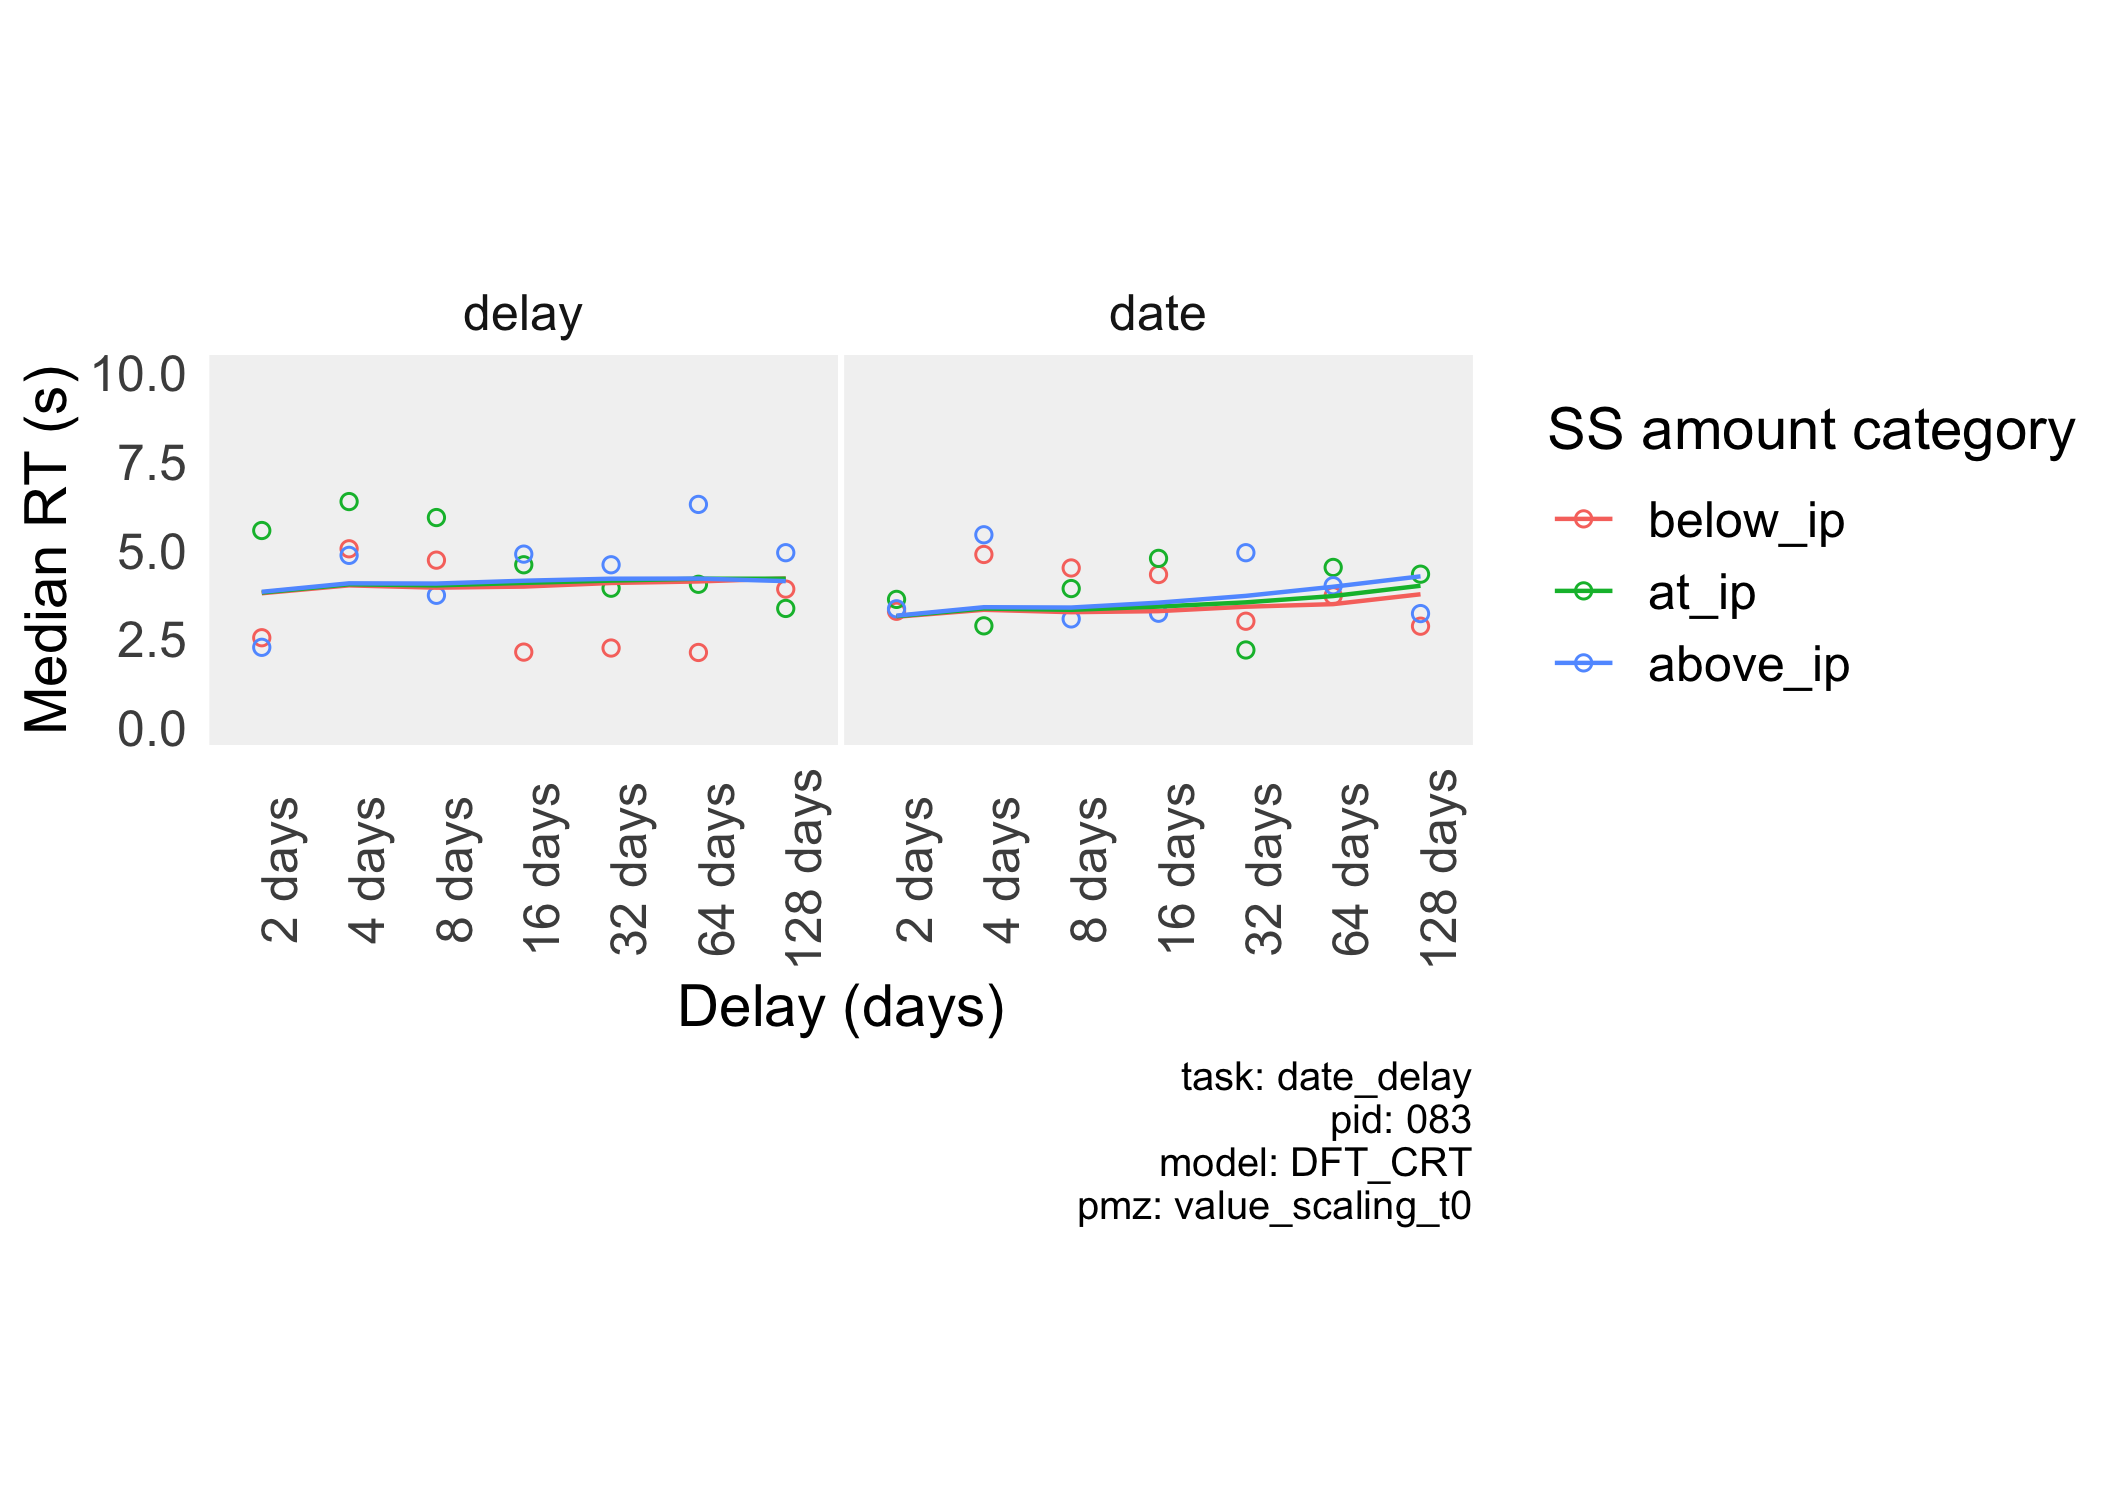 delay
date
Median RT (s)
10.0
7.5
5.0
2.5
0.0
2 days
4 days
8 days
16 days
32 days
64 days
128 days
2 days
4 days
8 days
16 days
32 days
64 days
128 days
Delay (days)
SS amount category
below_ip
at_ip
above_ip
task: date_delay
pid: 083
model: DFT_CRT
pmz: value_scaling_t0